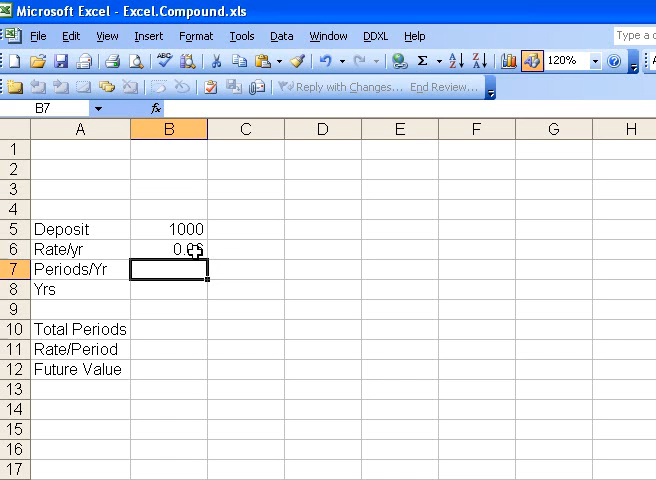 Microsoft Excel - Excel.Compound.xls
File Edit View Insert Format Tools Data Window DDXL Help Type a
120%
Reply with Changes... End Review...
B7 fx
A B C D E F G H
1
2
3
4
5 Deposit 1000
6 Rate/yr
7 Periods/Yr
8 Yrs
9
10 Total Periods
11 Rate/Period
12 Future Value
13
14
15
16
17